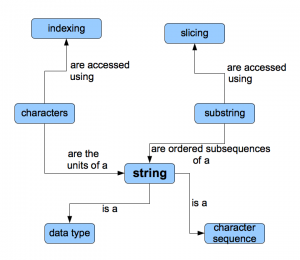 indexing
slicing
are accessed
using
are accessed
using
characters
substring
are the
units of a
are ordered subsequences
of a
string
is a
is a
data type
character
sequence